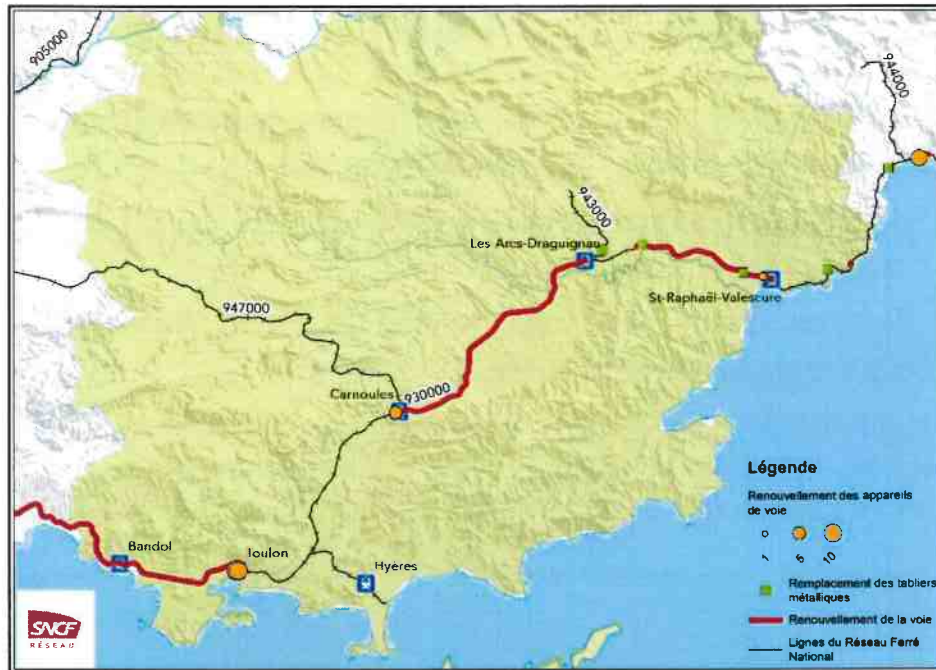 905000
944000
943000
Les Arcs-Draguignau
St-Raphaël-Valescure
947000
Carnoules
930000
Bandol
Toulon
Hyères
Légende
Renouvellement des appareils
de voie
1 5 10
Remplacement des tabliers
métalliques
Renouvellement de la voie
Lignes du Réseau Ferré
National
SNCF
RÉSEAU